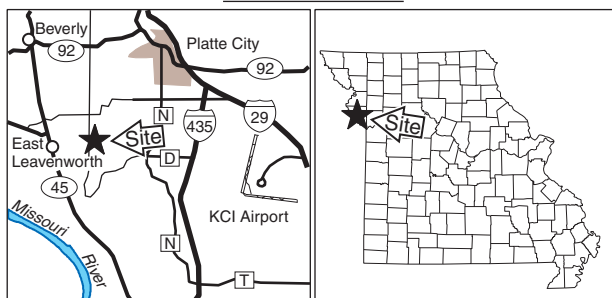 Beverly
92
Platte City
92
N
435
29
Site
East
Leavenworth
D
45
KCI Airport
Missouri
River
N
T
Site